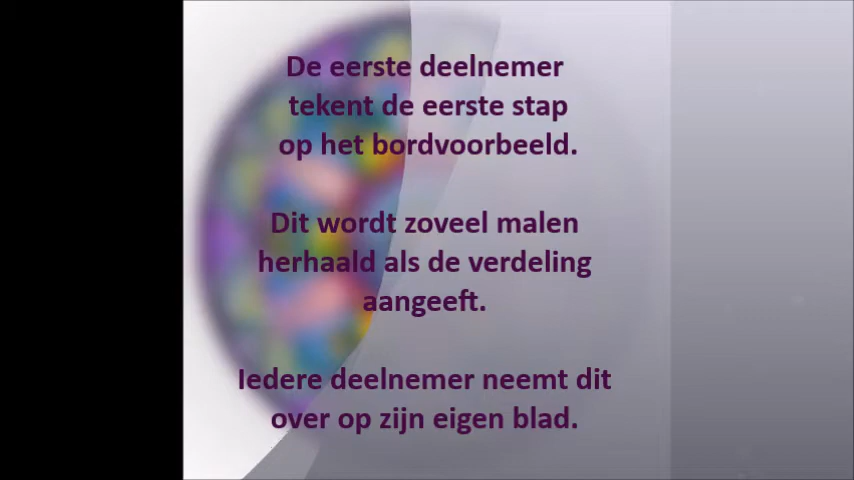 De eerste deelnemer
tekent de eerste stap
op het bordvoorbeeld.
Dit wordt zoveel malen
herhaald als de verdeling
aangeeft.
Iedere deelnemer neemt dit
over op zijn eigen blad.